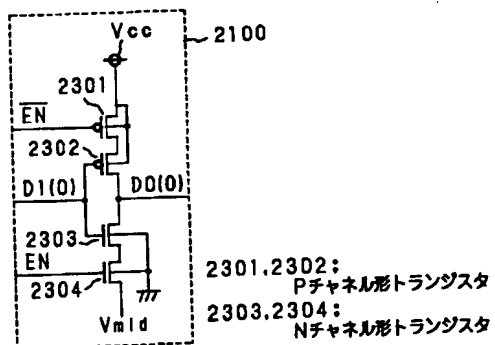 Vcc
2100
2301
EN
2302
D1(0)
D0(0)
2303
EN
2304
Vmid
2301,2302:
Pチャネル形トランジスタ
2303,2304:
Nチャネル形トランジスタ